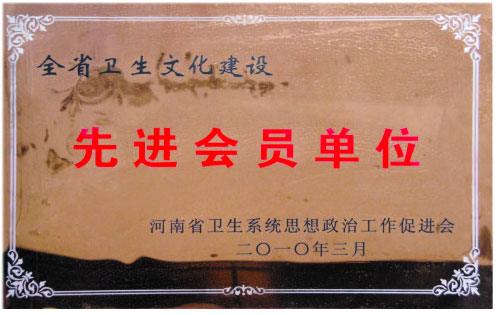 全省卫生文化建设
先进会员单位
河南省卫生系统思想政治工作促进会
二〇一〇年三月